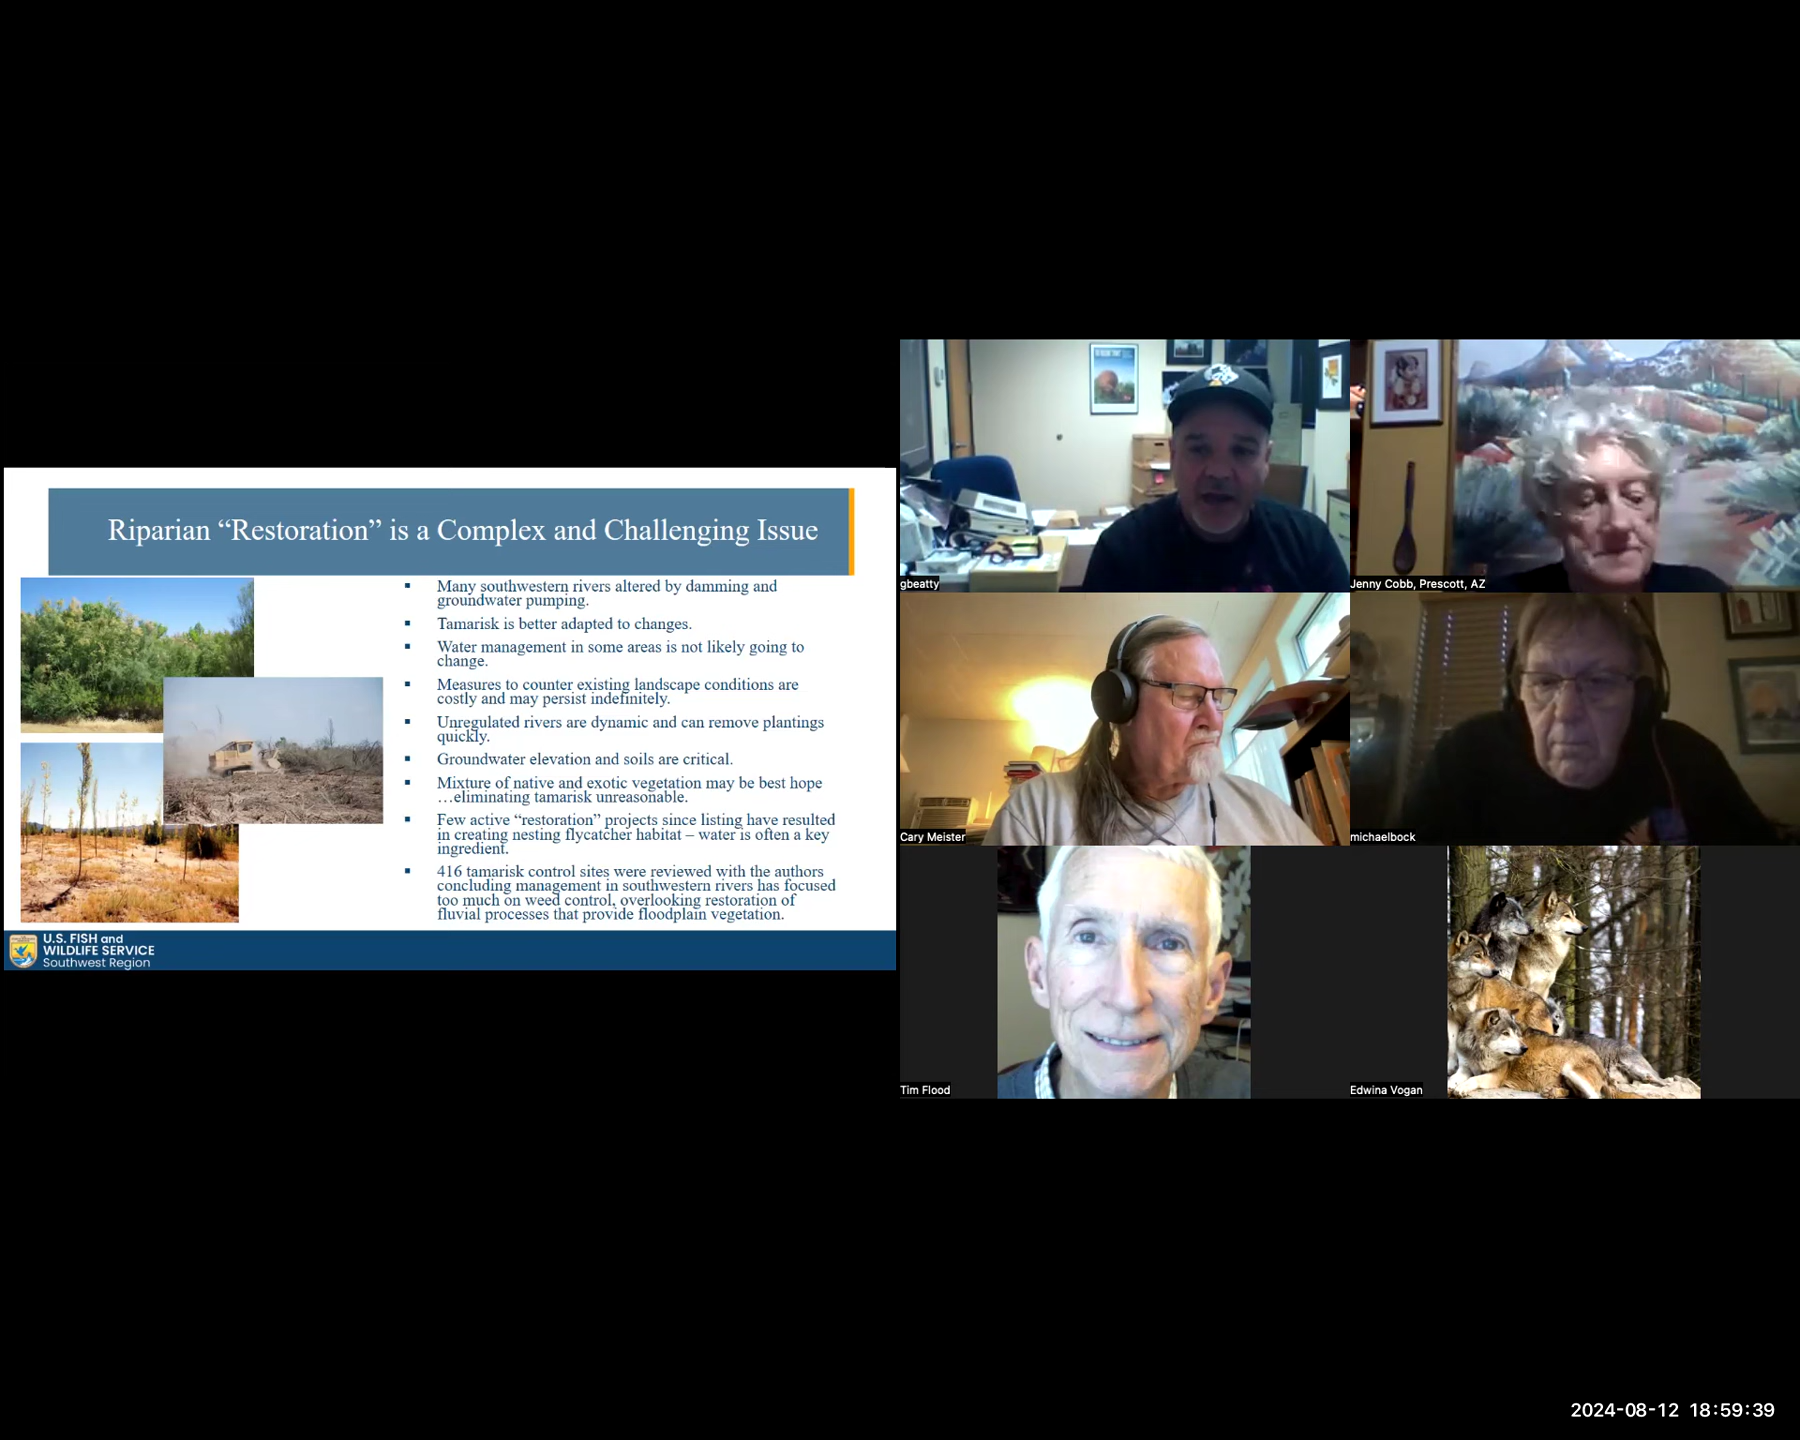 Riparian “Restoration” is a Complex and Challenging Issue
▪ Many southwestern rivers altered by damming and
groundwater pumping.
▪ Tamarisk is better adapted to changes.
▪ Water management in some areas is not likely going to
change.
▪ Measures to counter existing landscape conditions are
costly and may persist indefinitely.
▪ Unregulated rivers are dynamic and can remove plantings
quickly.
▪ Groundwater elevation and soils are critical.
▪ Mixture of native and exotic vegetation may be best hope
…eliminating tamarisk unreasonable.
▪ Few active “restoration” projects since listing have resulted
in creating nesting flycatcher habitat – water is often a key
ingredient.
▪ 416 tamarisk control sites were reviewed with the authors
concluding management in southwestern rivers has focused
too much on weed control, overlooking restoration of
fluvial processes that provide floodplain vegetation.
U.S. FISH and
WILDLIFE SERVICE
Southwest Region
gbeatty
Jenny Cobb, Prescott, AZ
Cary Meister
michaelbock
Tim Flood
Edwina Vogan
2024-08-12 18:59:39